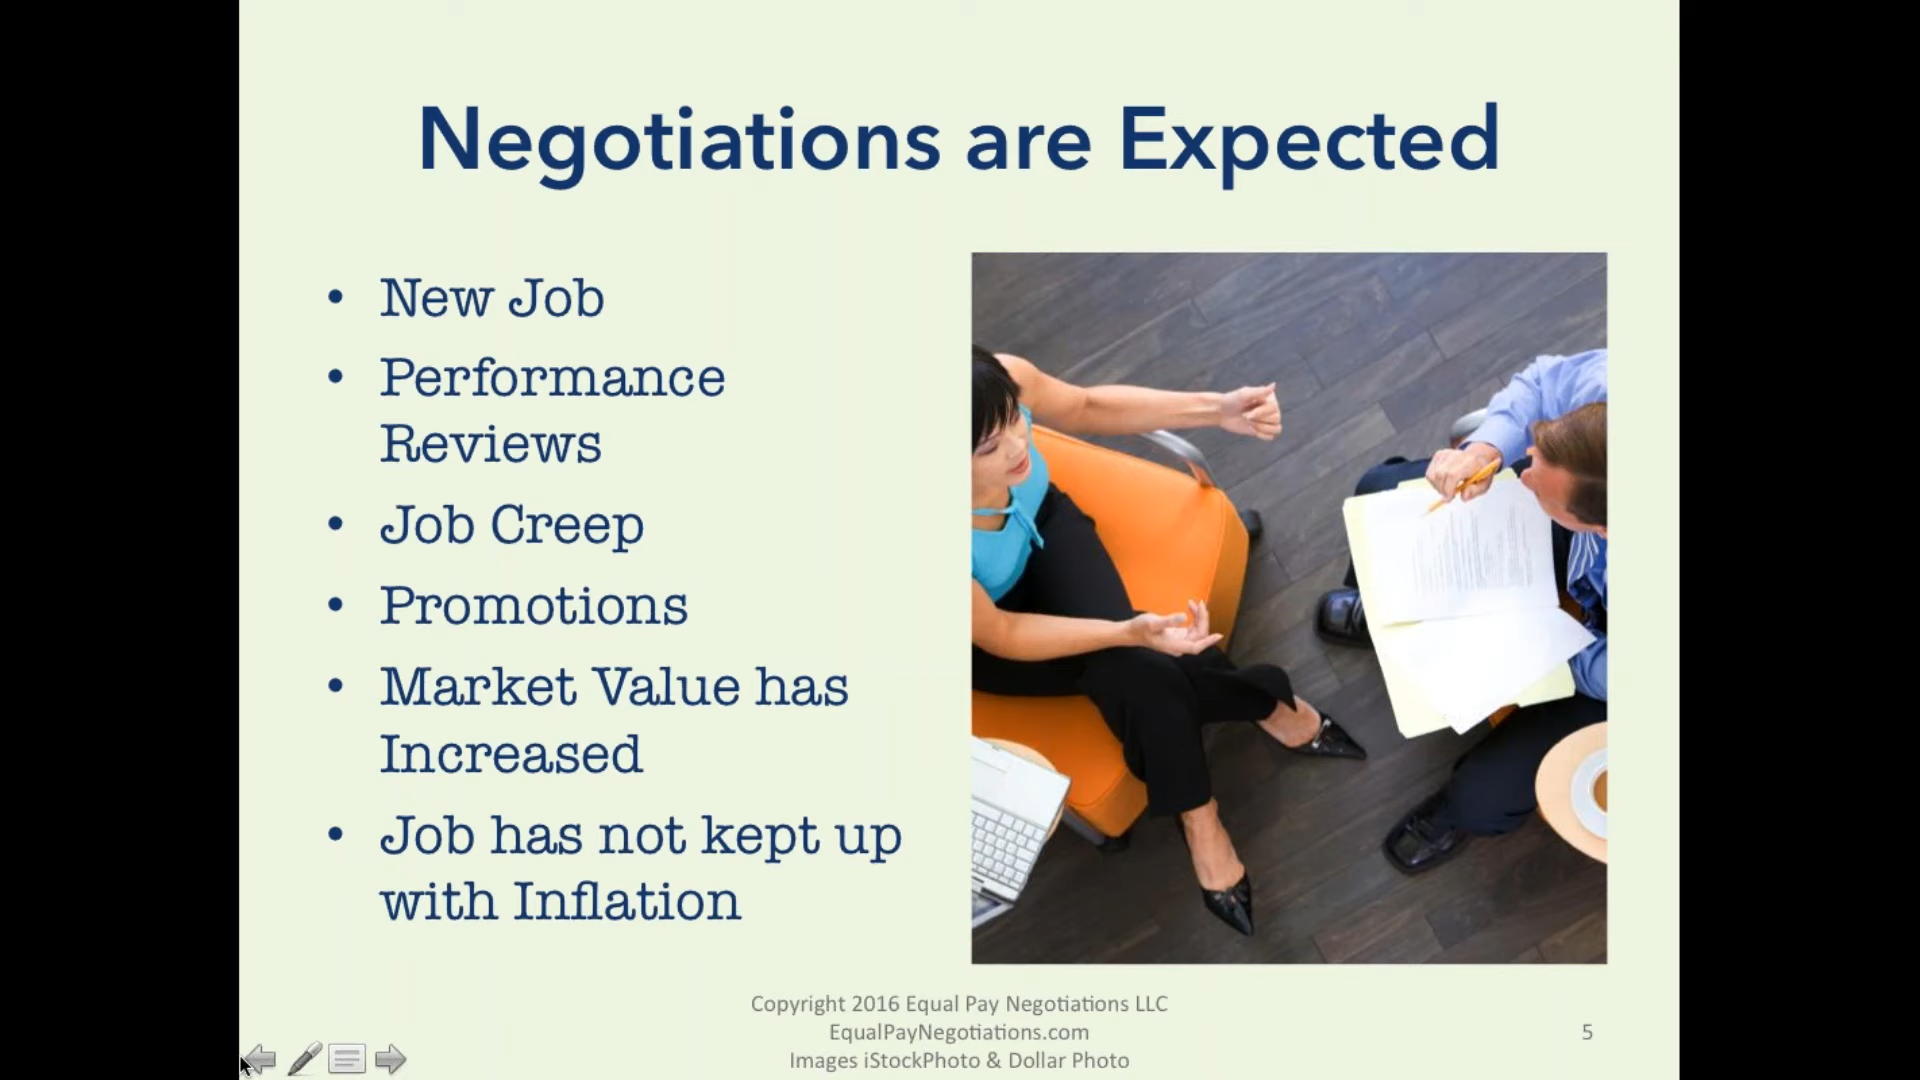 Negotiations are Expected
• New Job
• Performance
Reviews
• Job Creep
• Promotions
• Market Value has
Increased
• Job has not kept up
with Inflation
Copyright 2016 Equal Pay Negotiations LLC
EqualPayNegotiations.com
Images iStockPhoto & Dollar Photo
5